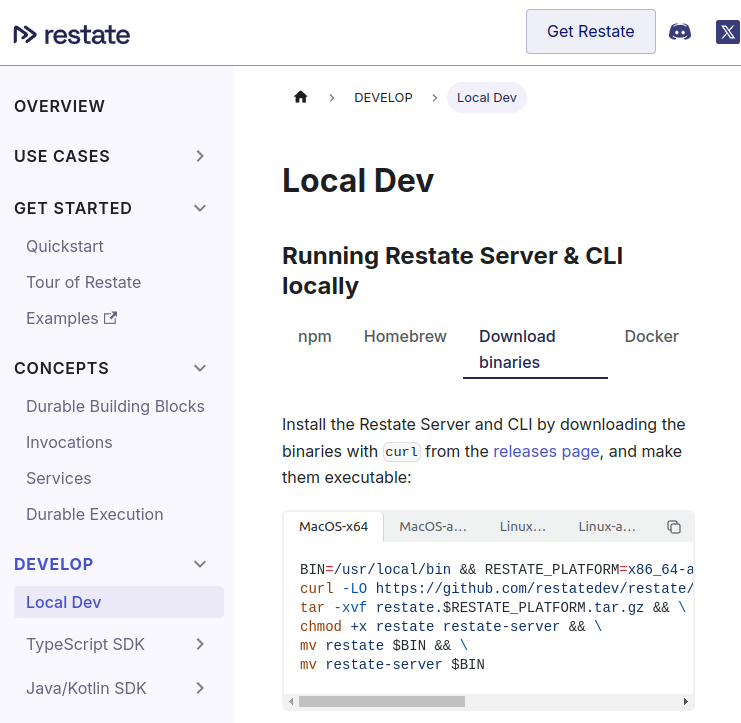 restate
Get Restate
OVERVIEW
USE CASES
GET STARTED
Quickstart
Tour of Restate
Examples
CONCEPTS
Durable Building Blocks
Invocations
Services
Durable Execution
DEVELOP
Local Dev
TypeScript SDK
Java/Kotlin SDK
DEVELOP
Local Dev
Local Dev
Running Restate Server & CLI
locally
npm
Homebrew
Download
binaries
Docker
Install the Restate Server and CLI by downloading the
binaries with curl from the releases page, and make
them executable:
MacOS-x64
MacOS-a...
Linux...
Linux-a...
BIN=/usr/local/bin && RESTATE_PLATFORM=x86_64-a
curl -LO https://github.com/restatedev/restate/
tar -xvf restate.$RESTATE_PLATFORM.tar.gz && \
chmod +x restate restate-server && \
mv restate $BIN && \
mv restate-server $BIN